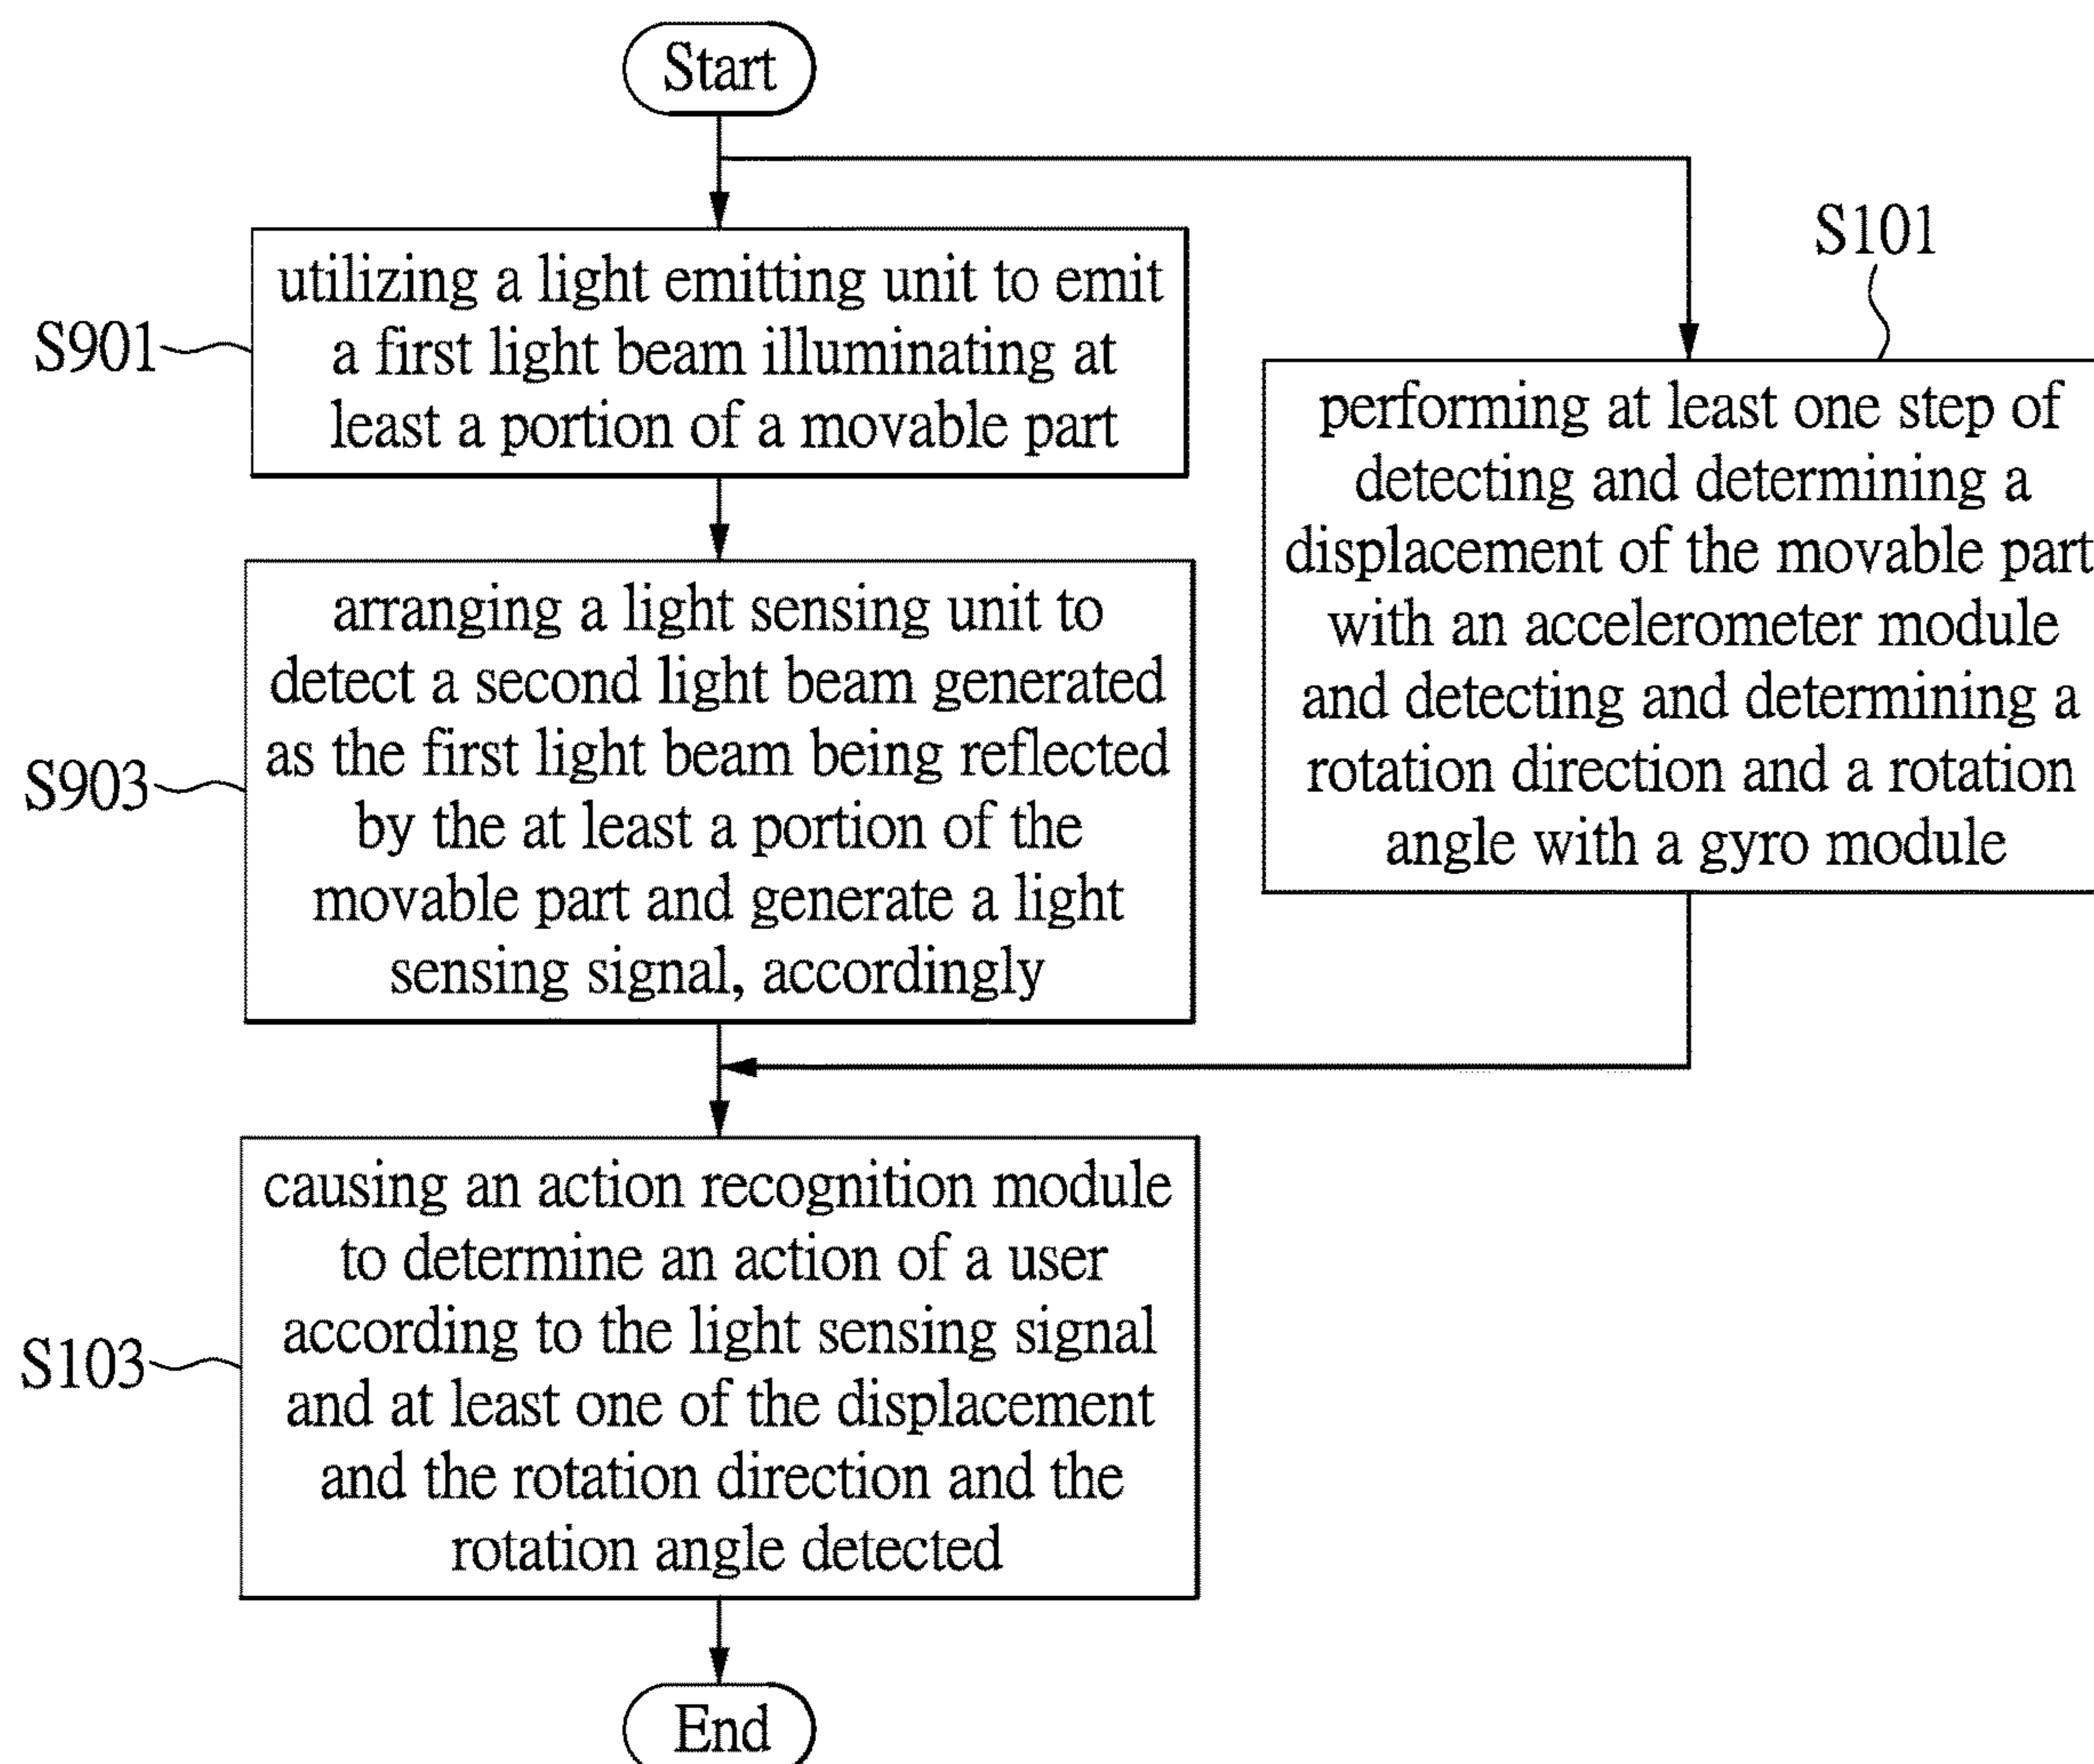 Start
S901
utilizing a light emitting unit to emit
a first light beam illuminating at
least a portion of a movable part
S101
performing at least one step of
detecting and determining a
displacement of the movable part
with an accelerometer module
and detecting and determining a
rotation direction and a rotation
angle with a gyro module
S903
arranging a light sensing unit to
detect a second light beam generated
as the first light beam being reflected
by the at least a portion of the
movable part and generate a light
sensing signal, accordingly
S103
causing an action recognition module
to determine an action of a user
according to the light sensing signal
and at least one of the displacement
and the rotation direction and the
rotation angle detected
End